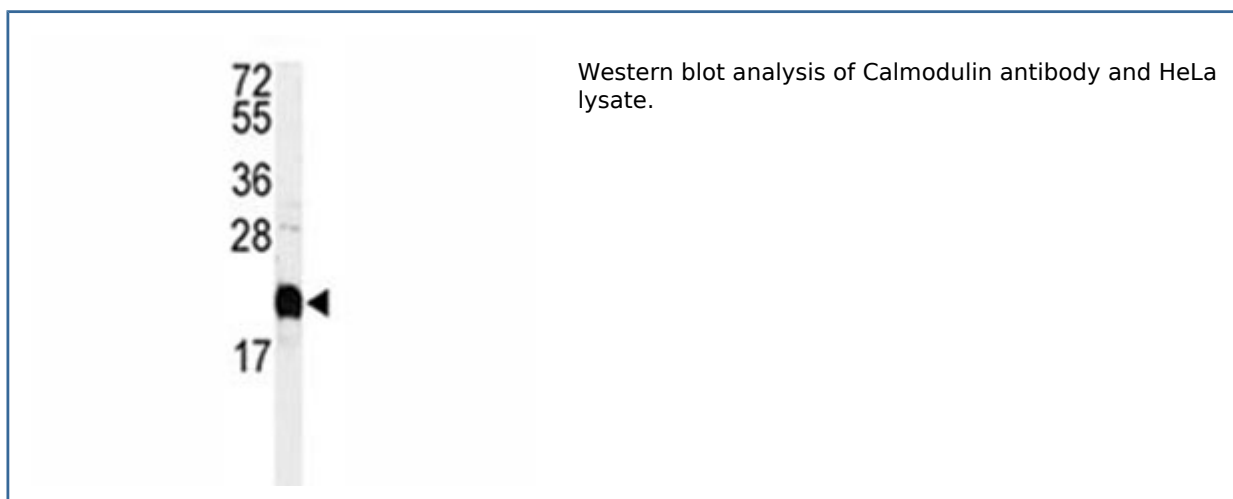 72
55
36
28
17
Western blot analysis of Calmodulin antibody and HeLa
lysate.